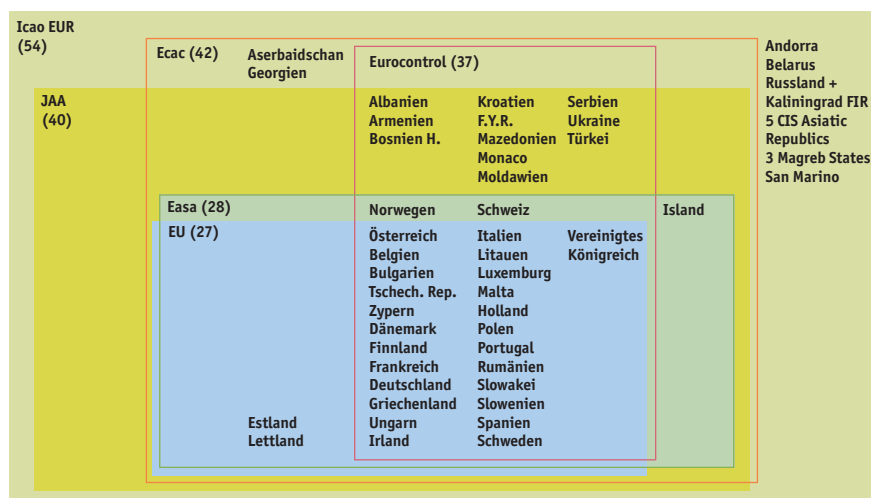 Icao EUR
(54)
Ecac (42)
Aserbaidschan
Georgien
Eurocontrol (37)
Andorra
Belarus
Russland +
Kaliningrad FIR
5 CIS Asiatic
Republics
3 Magreb States
San Marino
JAA
(40)
Albanien
Armenien
Bosnien H.
Kroatien
F.Y.R.
Mazedonien
Monaco
Moldawien
Serbien
Ukraine
Türkei
Easa (28)
Norwegen
Schweiz
Island
EU (27)
Österreich
Belgien
Bulgarien
Tschech. Rep.
Zypern
Dänemark
Finnland
Frankreich
Deutschland
Griechenland
Ungarn
Irland
Italien
Litauen
Luxemburg
Malta
Holland
Polen
Portugal
Rumänien
Slowakei
Slowenien
Spanien
Schweden
Vereinigtes
Königreich
Estland
Lettland